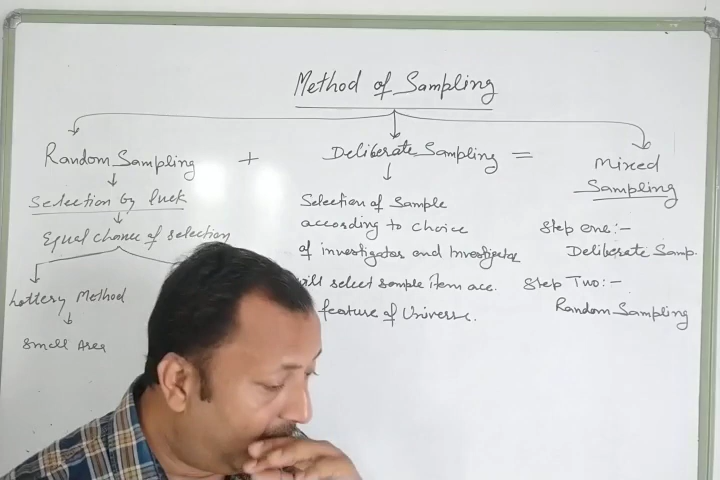 Method of Sampling
Random Sampling + Deliberate Sampling = Mixed Sampling
Selection by luck
Equal chance of selection
Lottery Method
Small Area
Selection of Sample
according to choice
of investigator and Investigator
will select sample item acc.
feature of Universe.
Step one:-
Deliberate Samp.
Step Two:-
Random Sampling